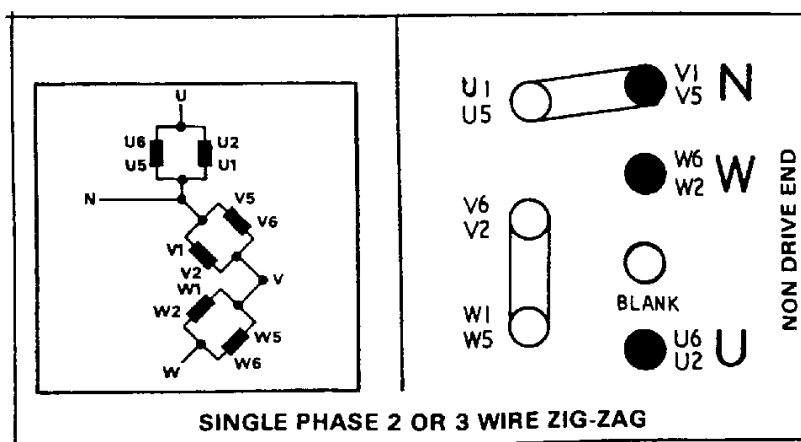 U
U6 U2
U5 U1
N
V5
V6
V1
V2
W1
V
W2
W5
W6
W
U1
U5
V1
V5
N
W6
W2
W
V6
V2
BLANK
W1
W5
U6
U2
U
NON DRIVE END
SINGLE PHASE 2 OR 3 WIRE ZIG-ZAG